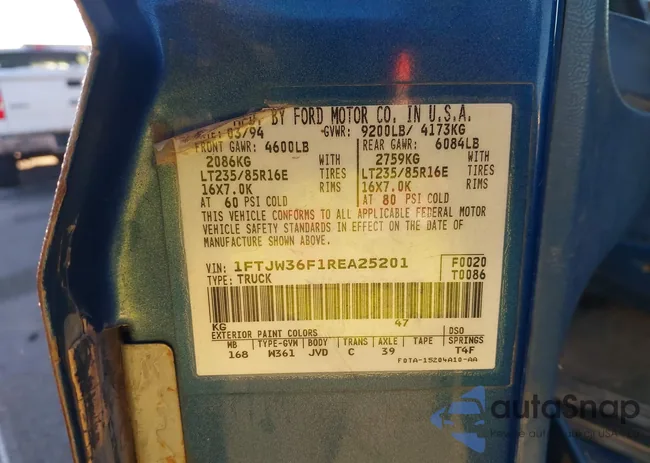 BY FORD MOTOR CO. IN U.S.A.
03/94 GVWR: 9200LB/ 4173KG
FRONT GAWR: 4600LB REAR GAWR: 6084LB
2086KG WITH 2759KG WITH
LT235/85R16E TIRES LT235/85R16E TIRES
16X7.0K RIMS 16X7.0K RIMS
AT 60 PSI COLD AT 80 PSI COLD
THIS VEHICLE CONFORMS TO ALL APPLICABLE FEDERAL MOTOR
VEHICLE SAFETY STANDARDS IN EFFECT ON THE DATE OF
MANUFACTURE SHOWN ABOVE.
VIN: 1FTJW36F1REA25201 F0020
TYPE: TRUCK T0086
KG 47
EXTERIOR PAINT COLORS DSO
WB TYPE-GVW BODY TRANS AXLE TAPE SPRINGS
168 W361 JVD C 39 T4F
F0TA-15204A10-AA
autoSnap